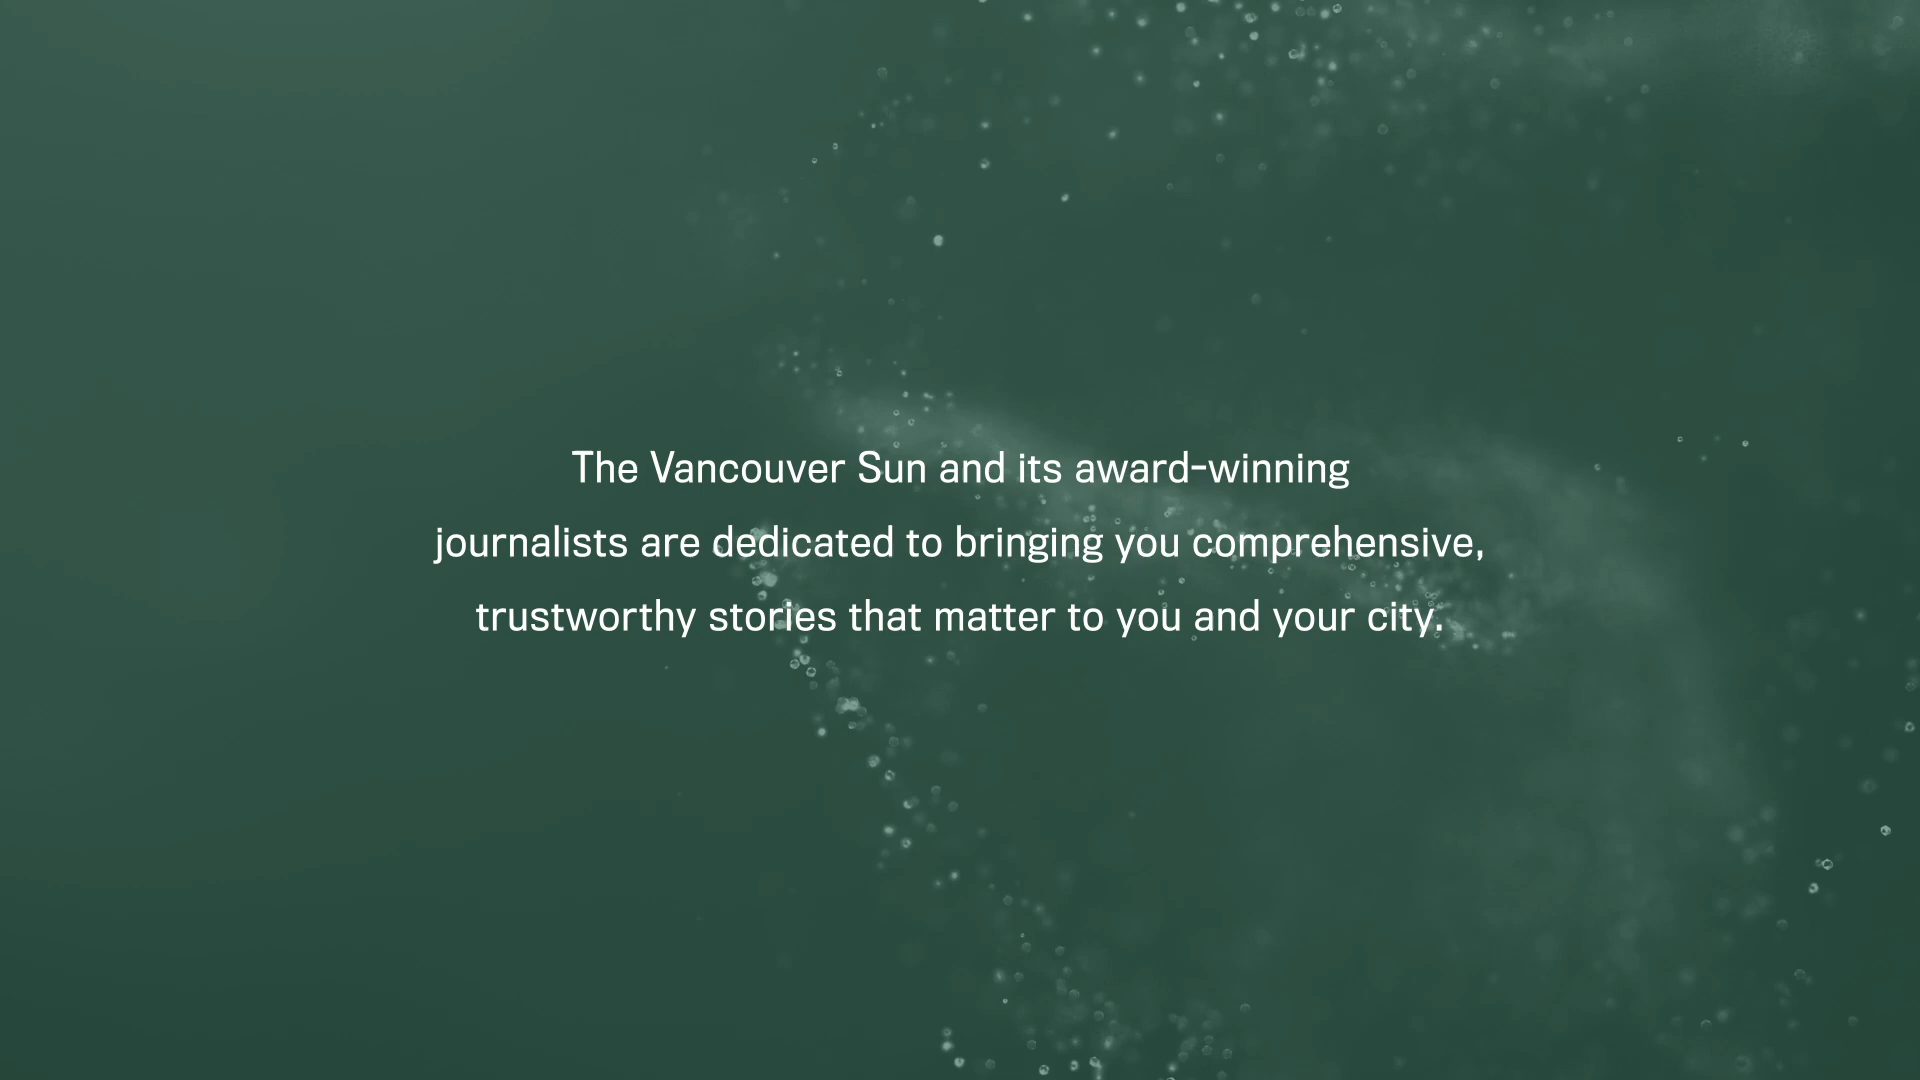 The Vancouver Sun and its award-winning
journalists are dedicated to bringing you comprehensive,
trustworthy stories that matter to you and your city.